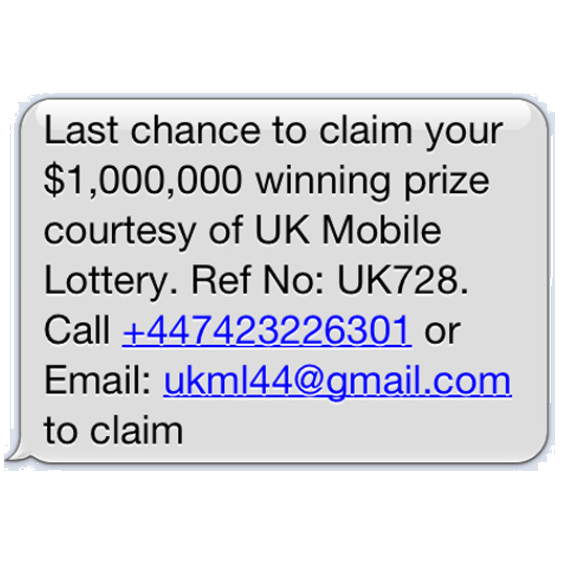 Last chance to claim your
$1,000,000 winning prize
courtesy of UK Mobile
Lottery. Ref No: UK728.
Call +447423226301 or
Email: ukml44@gmail.com
to claim